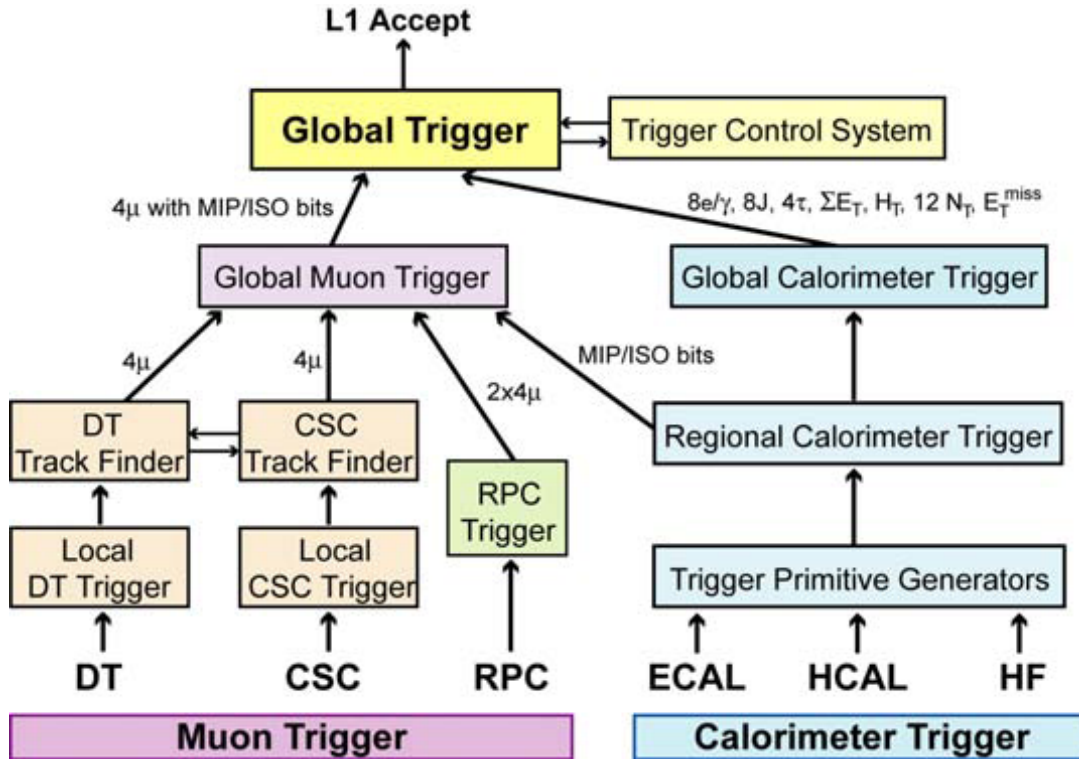 L1 Accept
Global Trigger
Trigger Control System
4μ with MIP/ISO bits
8e/γ, 8J, 4τ, ΣE_T, H_T, 12 N_T, E_T^miss
Global Muon Trigger
Global Calorimeter Trigger
4μ
4μ
2x4μ
MIP/ISO bits
DT
Track Finder
CSC
Track Finder
RPC
Trigger
Regional Calorimeter Trigger
Local
DT Trigger
Local
CSC Trigger
Trigger Primitive Generators
DT
CSC
RPC
ECAL
HCAL
HF
Muon Trigger
Calorimeter Trigger